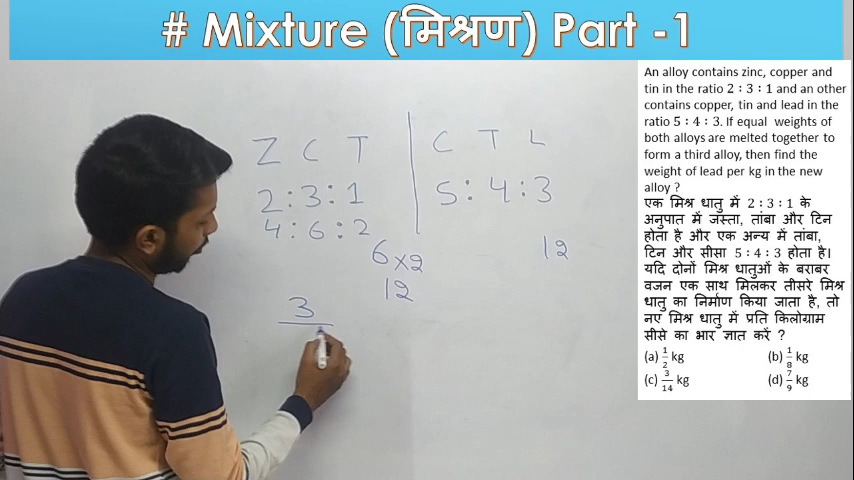 # Mixture (मिश्रण) Part -1
An alloy contains zinc, copper and
tin in the ratio 2 : 3 : 1 and an other
contains copper, tin and lead in the
ratio 5 : 4 : 3. If equal weights of
both alloys are melted together to
form a third alloy, then find the
weight of lead per kg in the new
alloy ?
एक मिश्र धातु में 2 : 3 : 1 के
अनुपात में जस्ता, तांबा और टिन
होता है और एक अन्य में तांबा,
टिन और सीसा 5 : 4 : 3 होता है।
यदि दोनों मिश्र धातुओं के बराबर
वजन एक साथ मिलकर तीसरे मिश्र
धातु का निर्माण किया जाता है, तो
नए मिश्र धातु में प्रति किलोग्राम
सीसे का भार ज्ञात करें ?
(a) 1/2 kg (b) 1/8 kg
(c) 3/14 kg (d) 7/9 kg
Z C T C T L
2:3:1 5:4:3
4:6:2
6×2 12
12
3